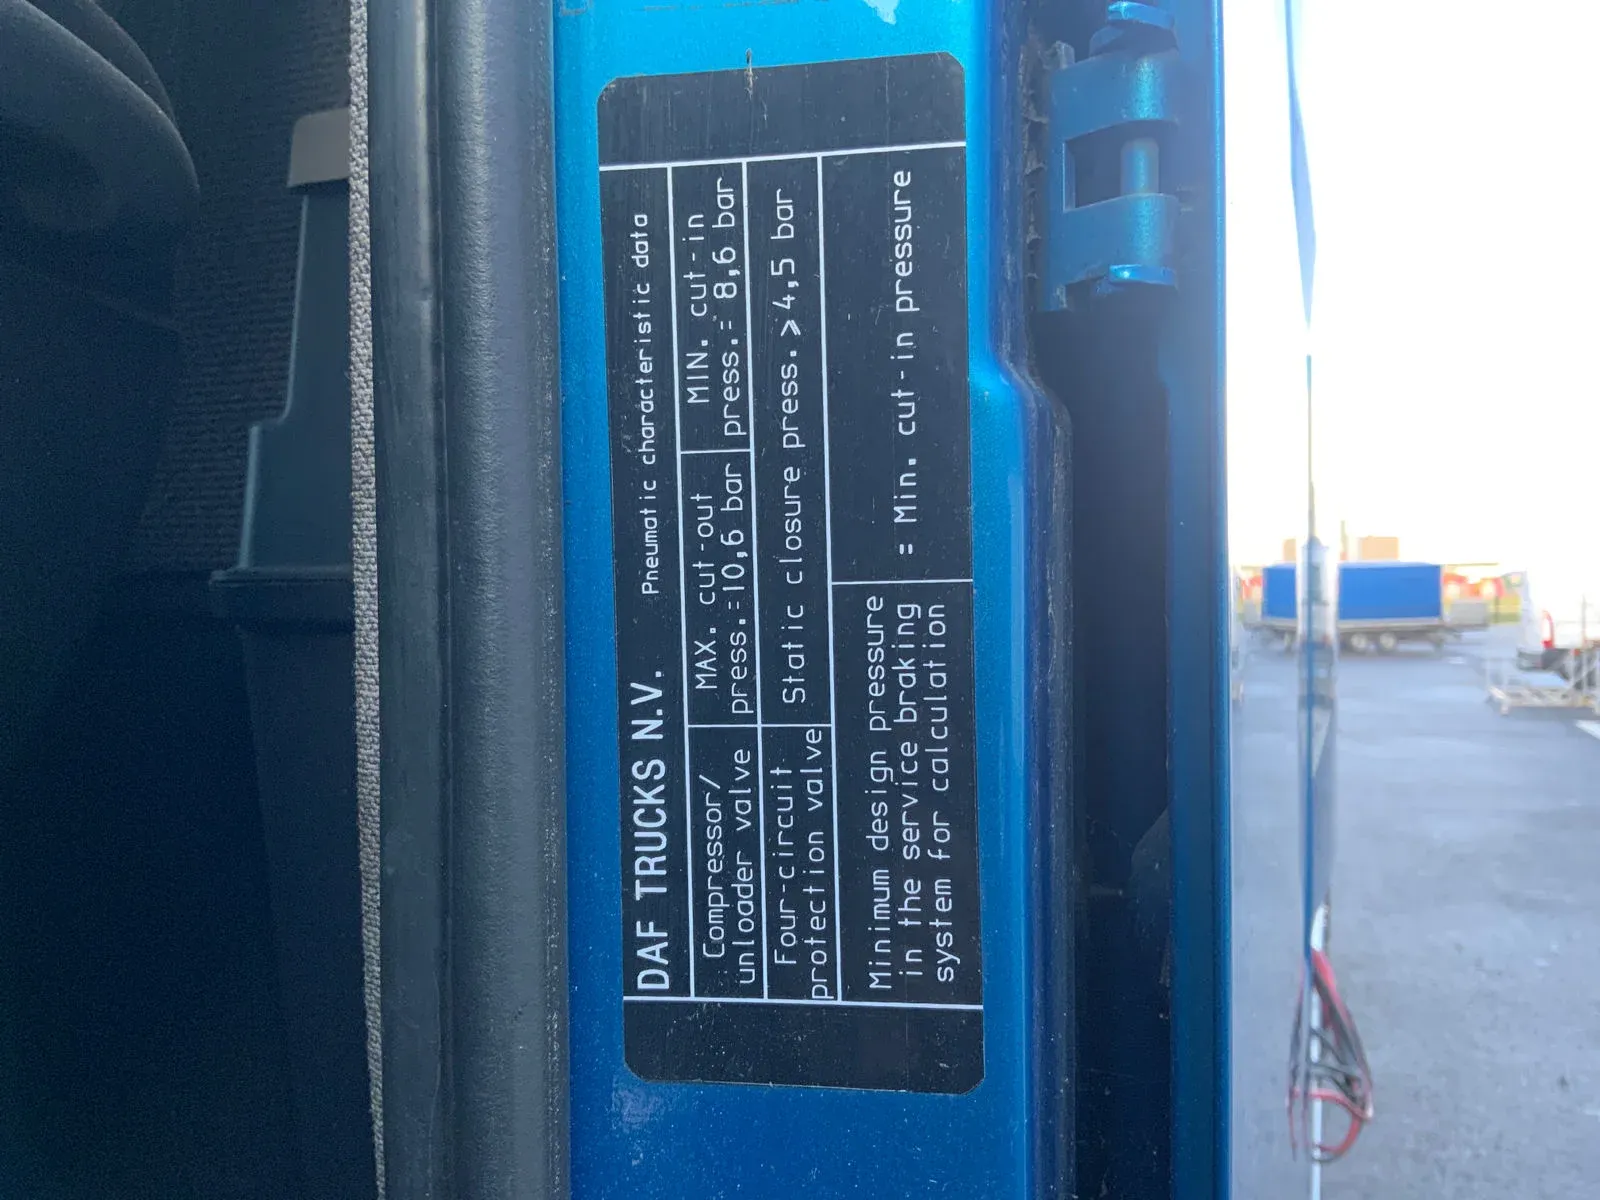 DAF TRUCKS N.V. Pneumatic characteristic data
Compressor/
unloader valve
MAX. cut-out
press.=10,6 bar
MIN. cut-in
press.= 8,6 bar
Four-circuit
protection valve
Static closure press. > 4,5 bar
Minimum design pressure
in the service braking
system for calculation
= Min. cut-in pressure